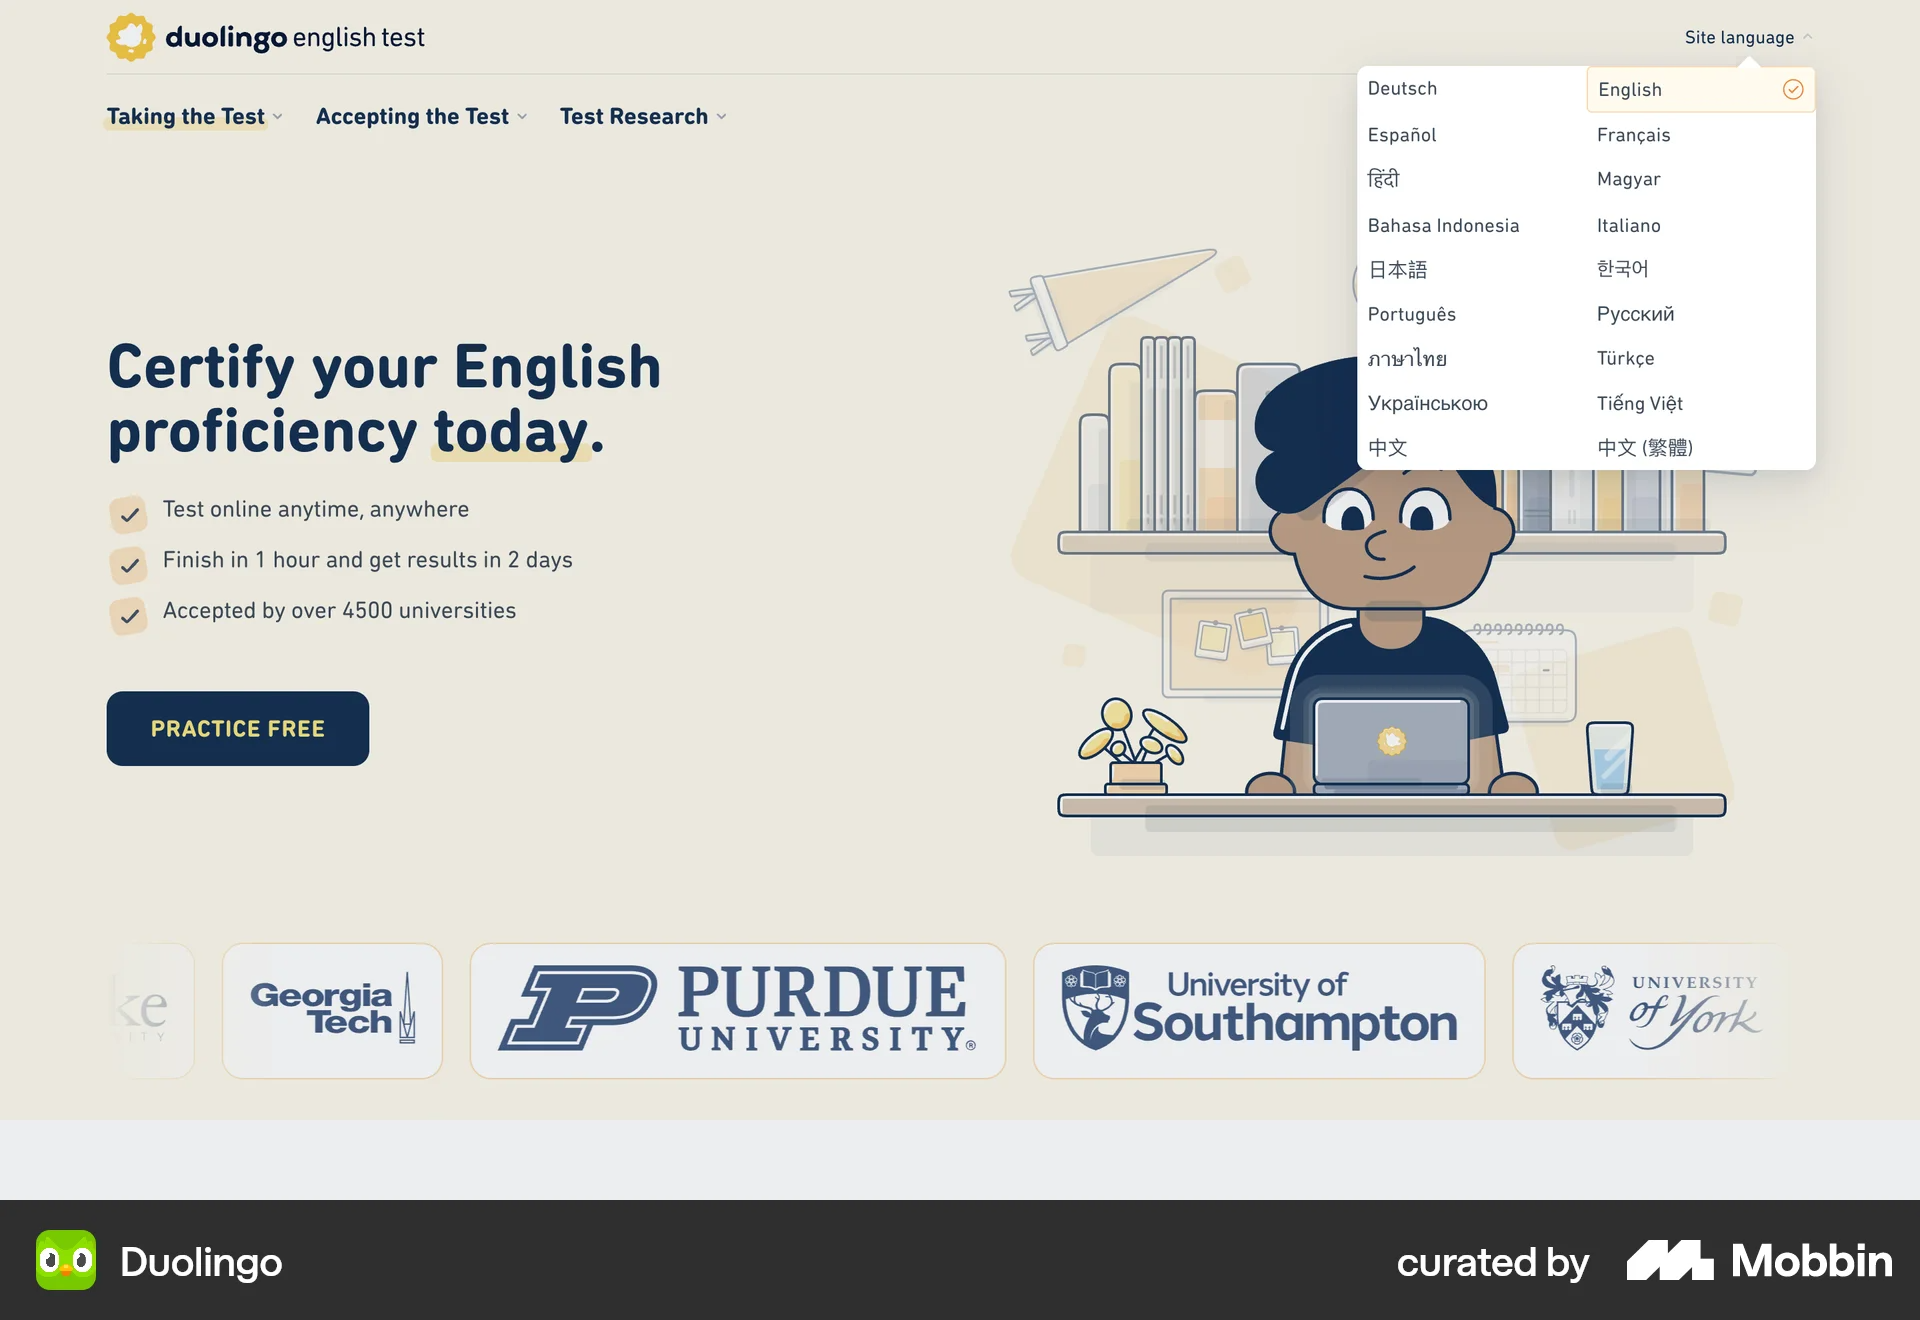 duolingo english test
Site language
Taking the Test
Accepting the Test
Test Research
Deutsch
English
Español
Français
हिंदी
Magyar
Bahasa Indonesia
Italiano
日本語
한국어
Português
Русский
ภาษาไทย
Türkçe
Українською
Tiếng Việt
中文
中文 (繁體)
Certify your English
proficiency today.
Test online anytime, anywhere
Finish in 1 hour and get results in 2 days
Accepted by over 4500 universities
PRACTICE FREE
Georgia
Tech
PURDUE
UNIVERSITY®
University of
Southampton
UNIVERSITY
of York
Duolingo
curated by Mobbin